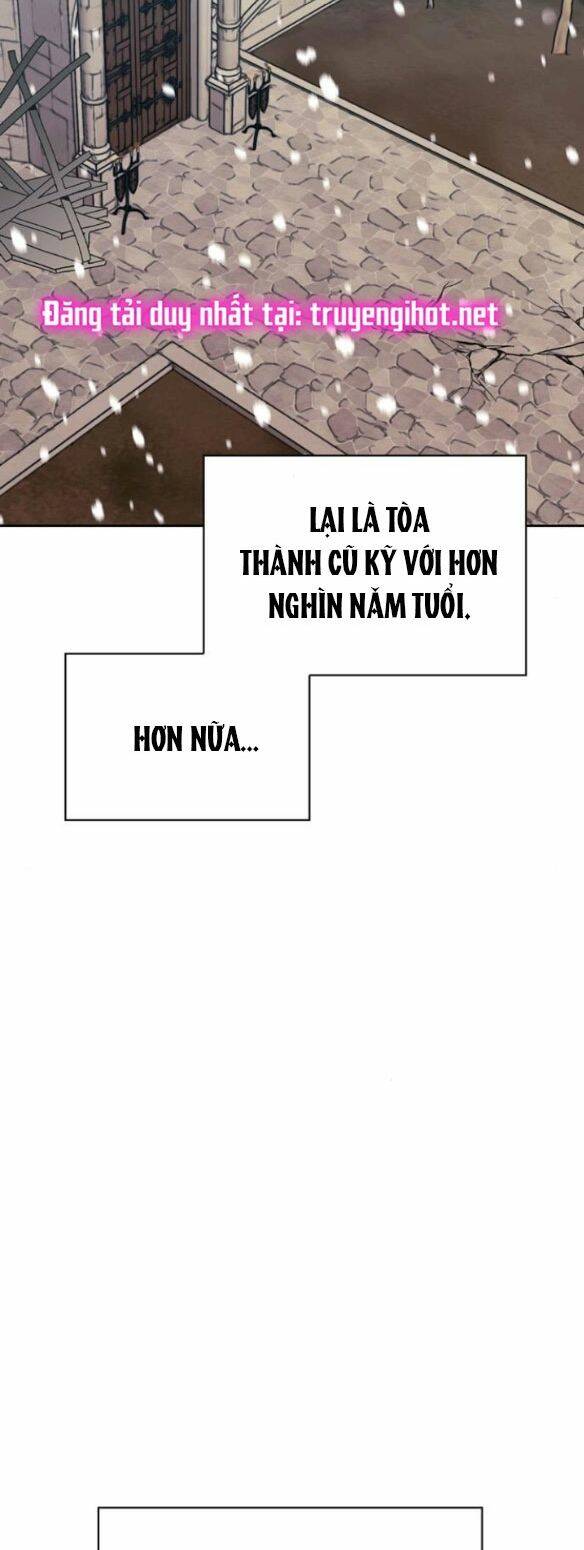 Đăng tải duy nhất tại: truyengihot.net
LẠI LÀ TÒA
THÀNH CŨ KỸ VỚI HƠN
NGHÌN NĂM TUỔI.
HƠN NỮA...